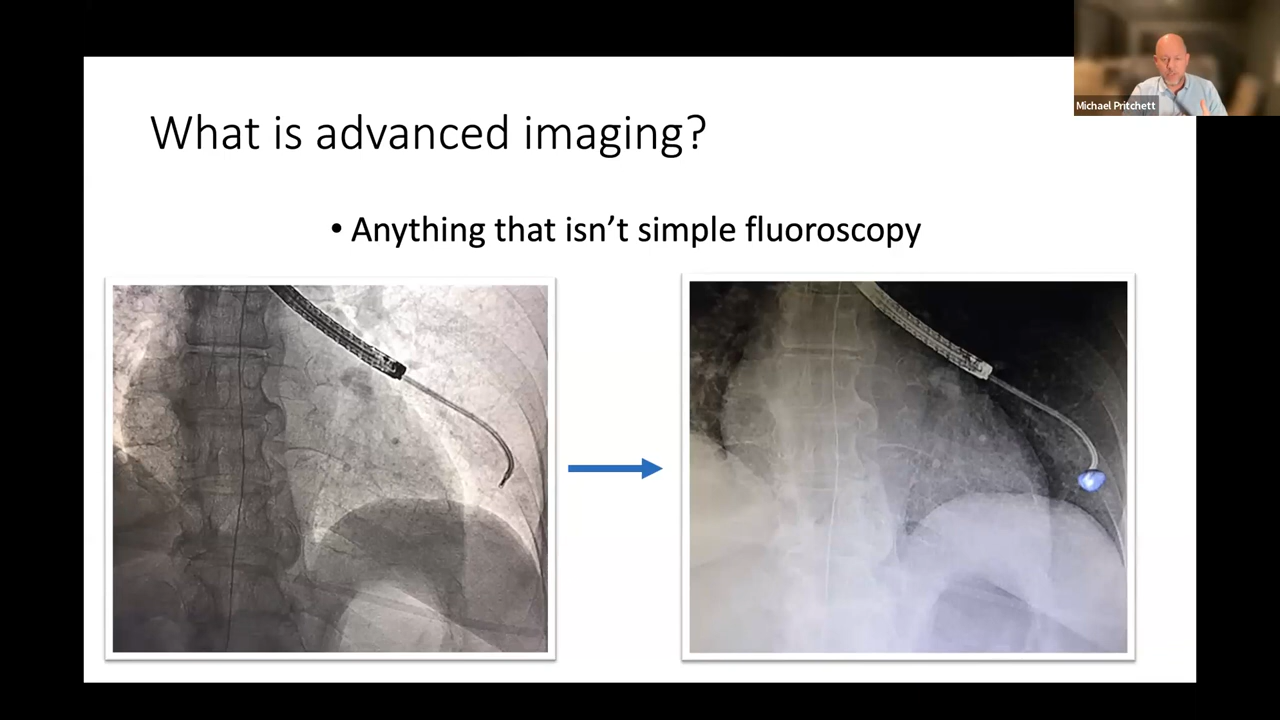 Michael Pritchett
What is advanced imaging?
• Anything that isn’t simple fluoroscopy